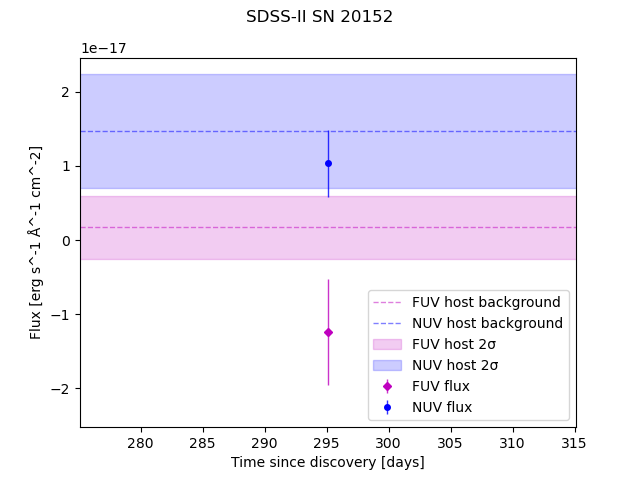 SDSS-II SN 20152
1e−17
2
1
0
−1
−2
Flux [erg s^-1 Å^-1 cm^-2]
FUV host background
NUV host background
FUV host 2σ
NUV host 2σ
FUV flux
NUV flux
280 285 290 295 300 305 310 315
Time since discovery [days]